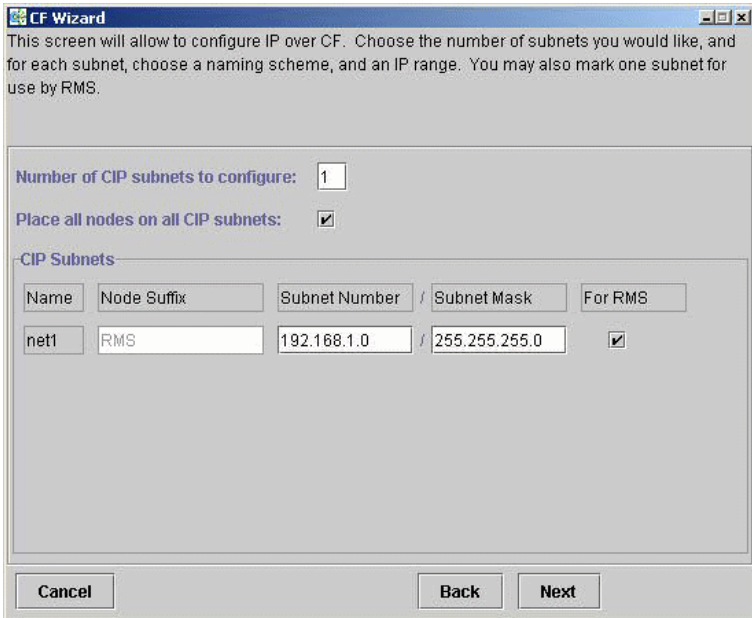 CF Wizard
This screen will allow to configure IP over CF. Choose the number of subnets you would like, and
for each subnet, choose a naming scheme, and an IP range. You may also mark one subnet for
use by RMS.
Number of CIP subnets to configure: 1
Place all nodes on all CIP subnets:
CIP Subnets
Name Node Suffix Subnet Number / Subnet Mask For RMS
net1 RMS 192.168.1.0 / 255.255.255.0
Cancel Back Next